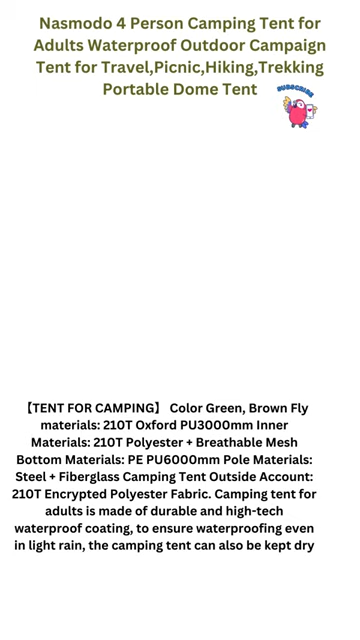 Nasmodo 4 Person Camping Tent for
Adults Waterproof Outdoor Campaign
Tent for Travel,Picnic,Hiking,Trekking
Portable Dome Tent
SUBSCRIBE
【TENT FOR CAMPING】 Color Green, Brown Fly
materials: 210T Oxford PU3000mm Inner
Materials: 210T Polyester + Breathable Mesh
Bottom Materials: PE PU6000mm Pole Materials:
Steel + Fiberglass Camping Tent Outside Account:
210T Encrypted Polyester Fabric. Camping tent for
adults is made of durable and high-tech
waterproof coating, to ensure waterproofing even
in light rain, the camping tent can also be kept dry